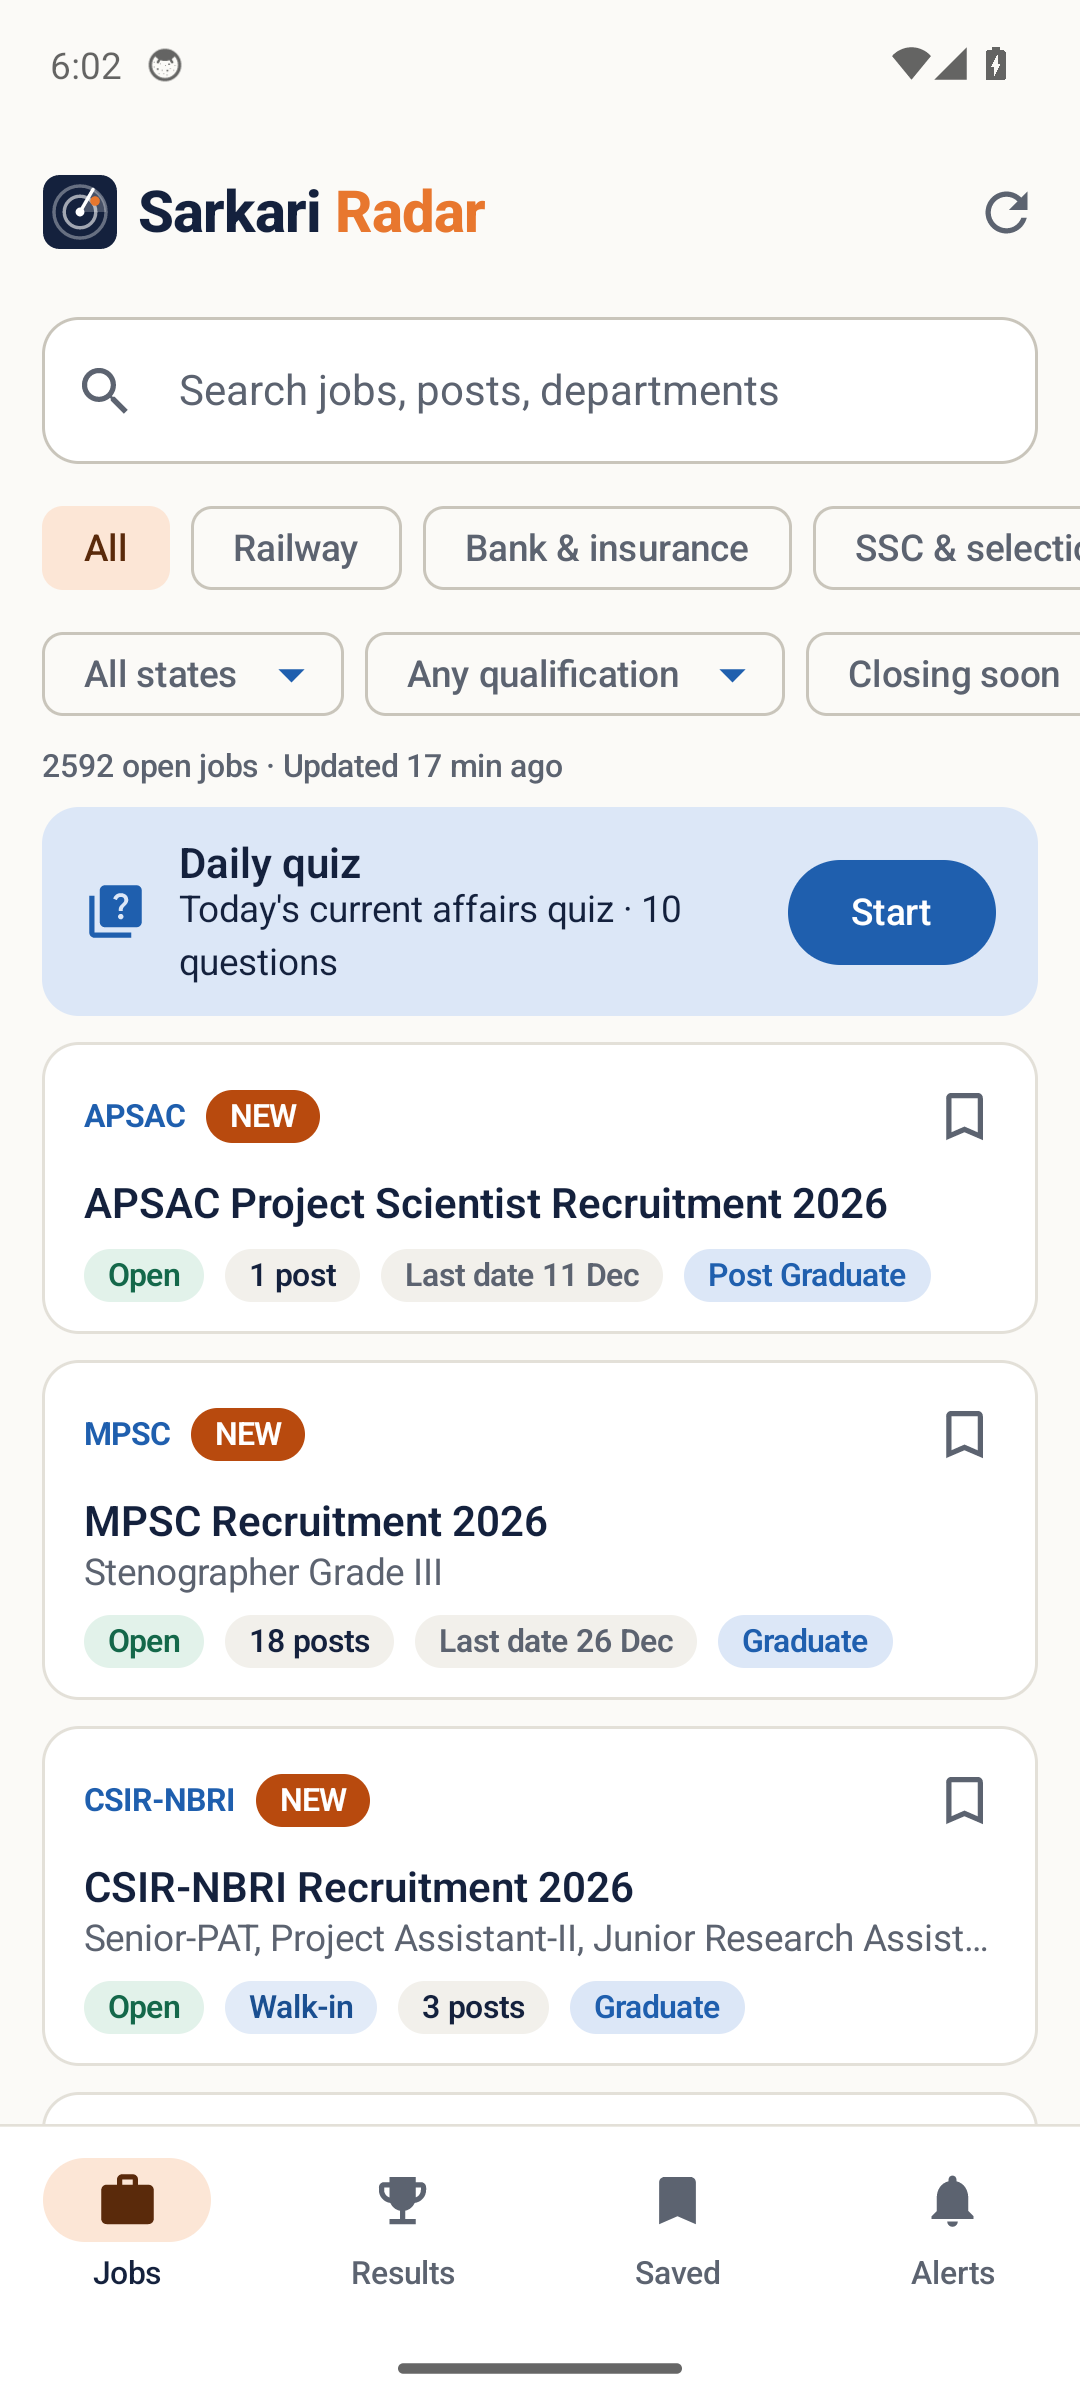 6:02
Sarkari Radar
Search jobs, posts, departments
All
Railway
Bank & insurance
SSC & selectio
All states
Any qualification
Closing soon
2592 open jobs · Updated 17 min ago
Daily quiz
Today's current affairs quiz · 10
questions
Start
APSAC
NEW
APSAC Project Scientist Recruitment 2026
Open
1 post
Last date 11 Dec
Post Graduate
MPSC
NEW
MPSC Recruitment 2026
Stenographer Grade III
Open
18 posts
Last date 26 Dec
Graduate
CSIR-NBRI
NEW
CSIR-NBRI Recruitment 2026
Senior-PAT, Project Assistant-II, Junior Research Assist...
Open
Walk-in
3 posts
Graduate
Jobs
Results
Saved
Alerts